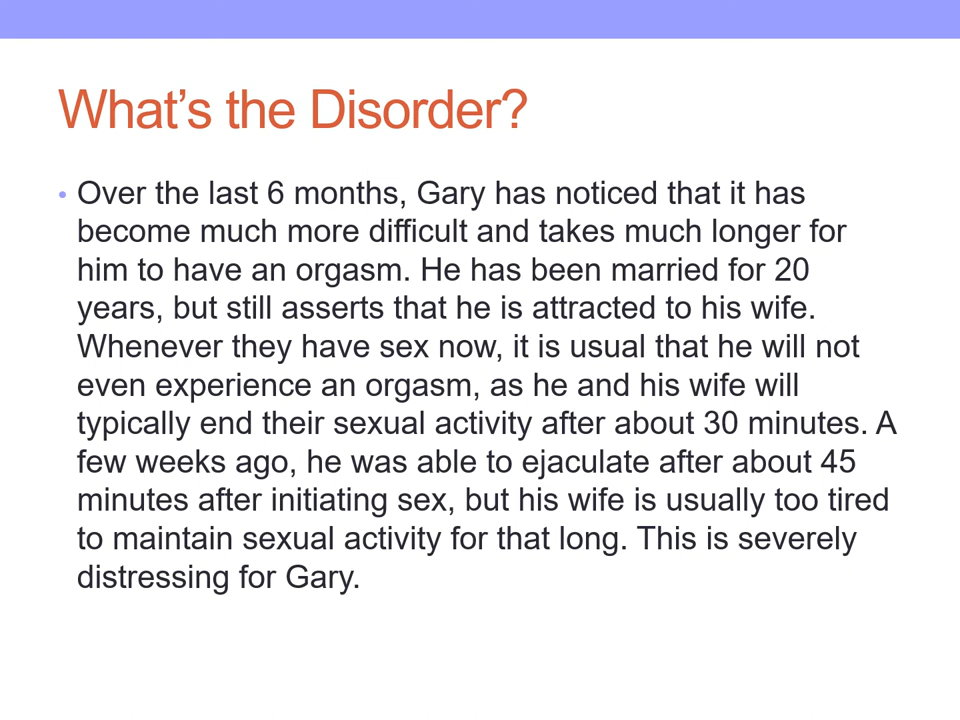 What’s the Disorder?
• Over the last 6 months, Gary has noticed that it has
become much more difficult and takes much longer for
him to have an orgasm. He has been married for 20
years, but still asserts that he is attracted to his wife.
Whenever they have sex now, it is usual that he will not
even experience an orgasm, as he and his wife will
typically end their sexual activity after about 30 minutes. A
few weeks ago, he was able to ejaculate after about 45
minutes after initiating sex, but his wife is usually too tired
to maintain sexual activity for that long. This is severely
distressing for Gary.